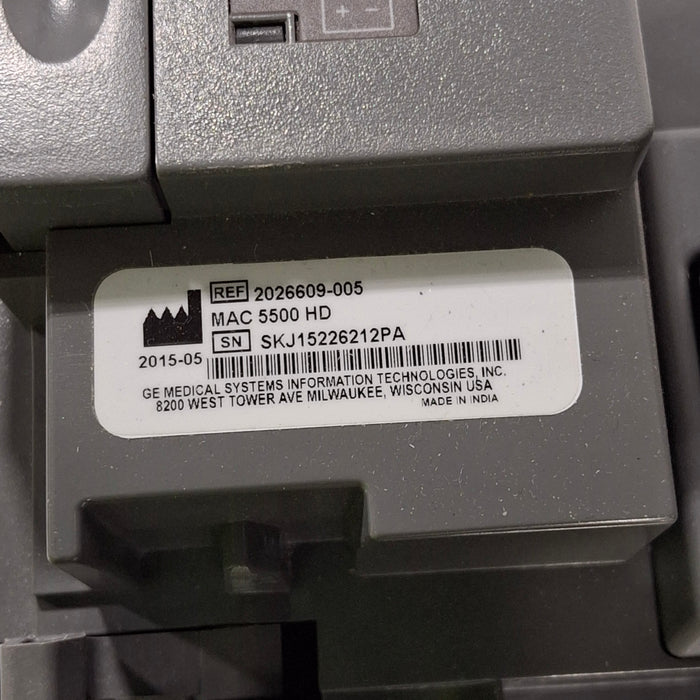 + -
REF 2026609-005
MAC 5500 HD
SN SKJ15226212PA
2015-05
GE MEDICAL SYSTEMS INFORMATION TECHNOLOGIES, INC.
8200 WEST TOWER AVE MILWAUKEE, WISCONSIN USA
MADE IN INDIA